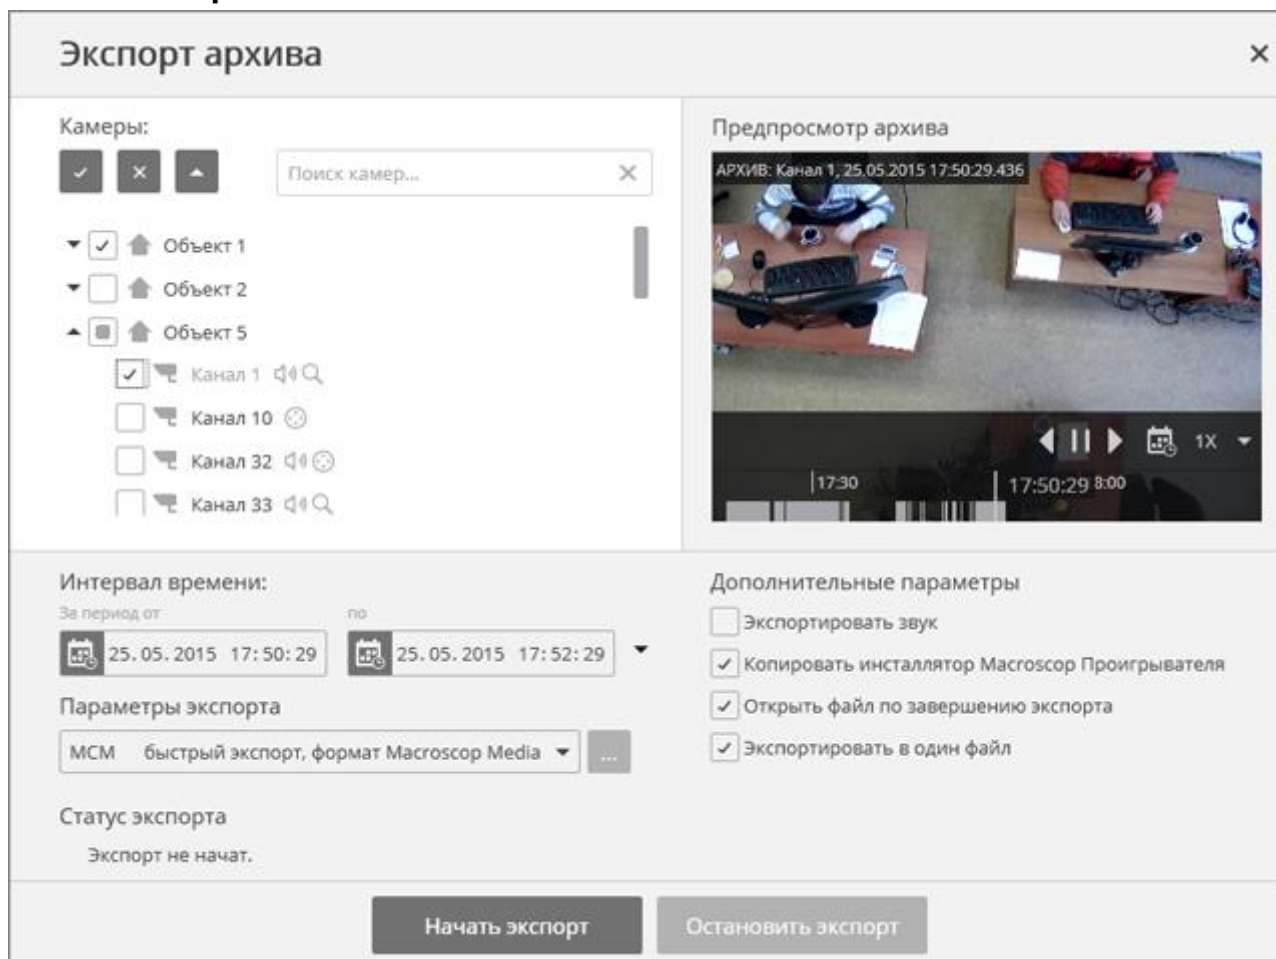 Экспорт архива
Камеры:
Поиск камер...
Объект 1
Объект 2
Объект 5
Канал 1
Канал 10
Канал 32
Канал 33
Предпросмотр архива
АРХИВ: Канал 1, 25.05.2015 17:50:29.436
1X
17:30
17:50:29 8:00
Интервал времени:
За период от по
25.05.2015 17:50:29 25.05.2015 17:52:29
Параметры экспорта
МСМ быстрый экспорт, формат Macroscop Media ...
Статус экспорта
Экспорт не начат.
Дополнительные параметры
Экспортировать звук
Копировать инсталлятор Macroscop Проигрывателя
Открыть файл по завершению экспорта
Экспортировать в один файл
Начать экспорт Остановить экспорт